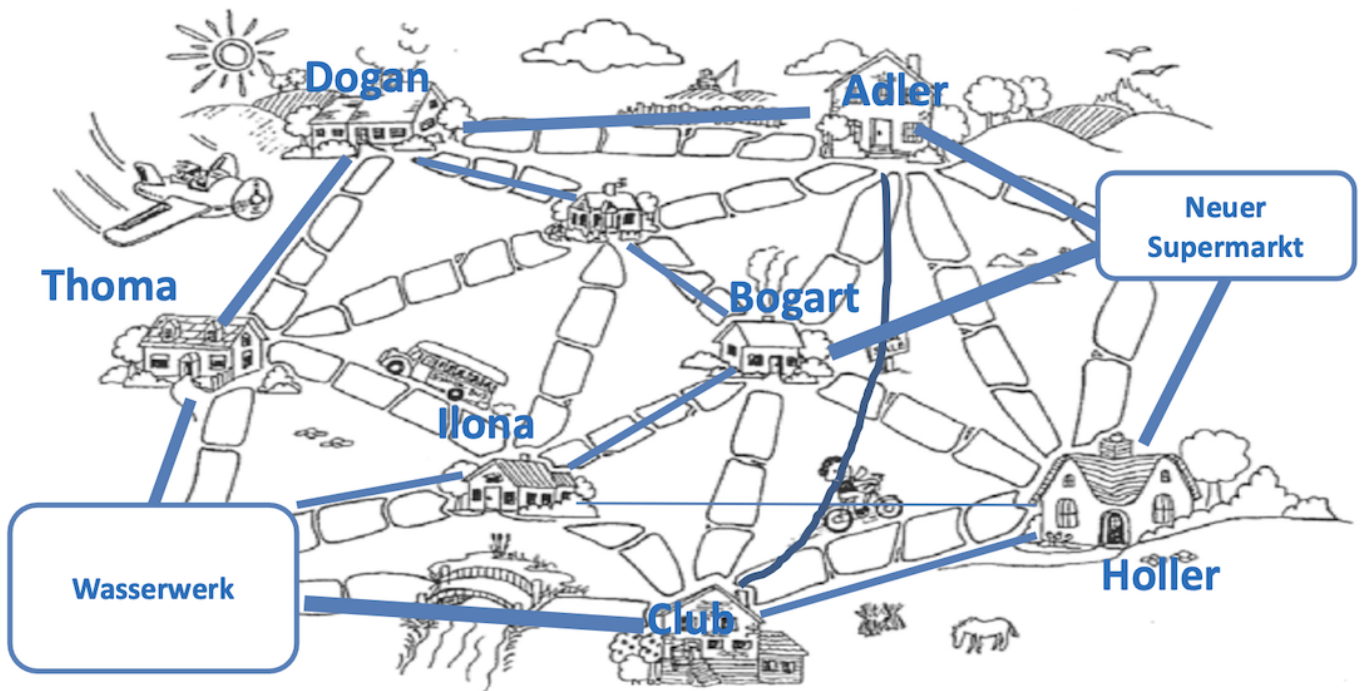 Dogan
Adler
Neuer
Supermarkt
Thoma
Bogart
Ilona
Wasserwerk
Holler
Club